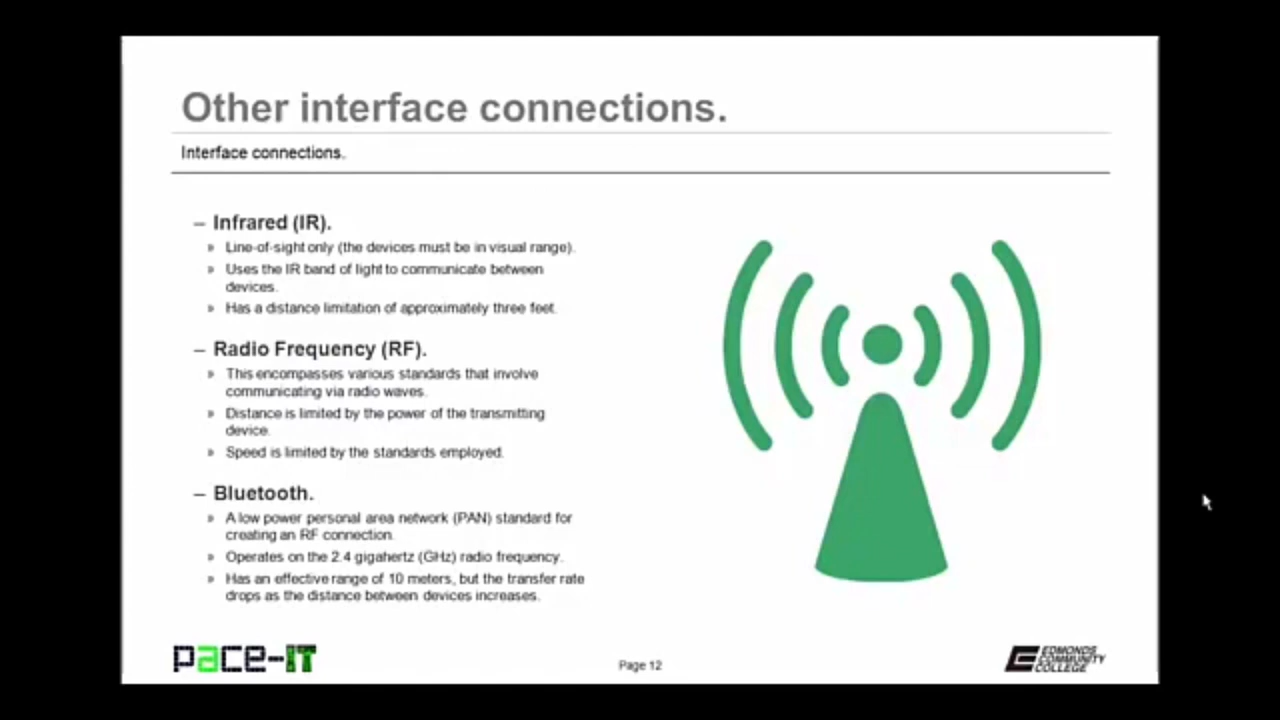 Other interface connections.
Interface connections.
– Infrared (IR).
» Line-of-sight only (the devices must be in visual range).
» Uses the IR band of light to communicate between
devices.
» Has a distance limitation of approximately three feet.
– Radio Frequency (RF).
» This encompasses various standards that involve
communicating via radio waves.
» Distance is limited by the power of the transmitting
device.
» Speed is limited by the standards employed.
– Bluetooth.
» A low power personal area network (PAN) standard for
creating an RF connection.
» Operates on the 2.4 gigahertz (GHz) radio frequency.
» Has an effective range of 10 meters, but the transfer rate
drops as the distance between devices increases.
pace-IT
Page 12
EDMONDS
COMMUNITY
COLLEGE